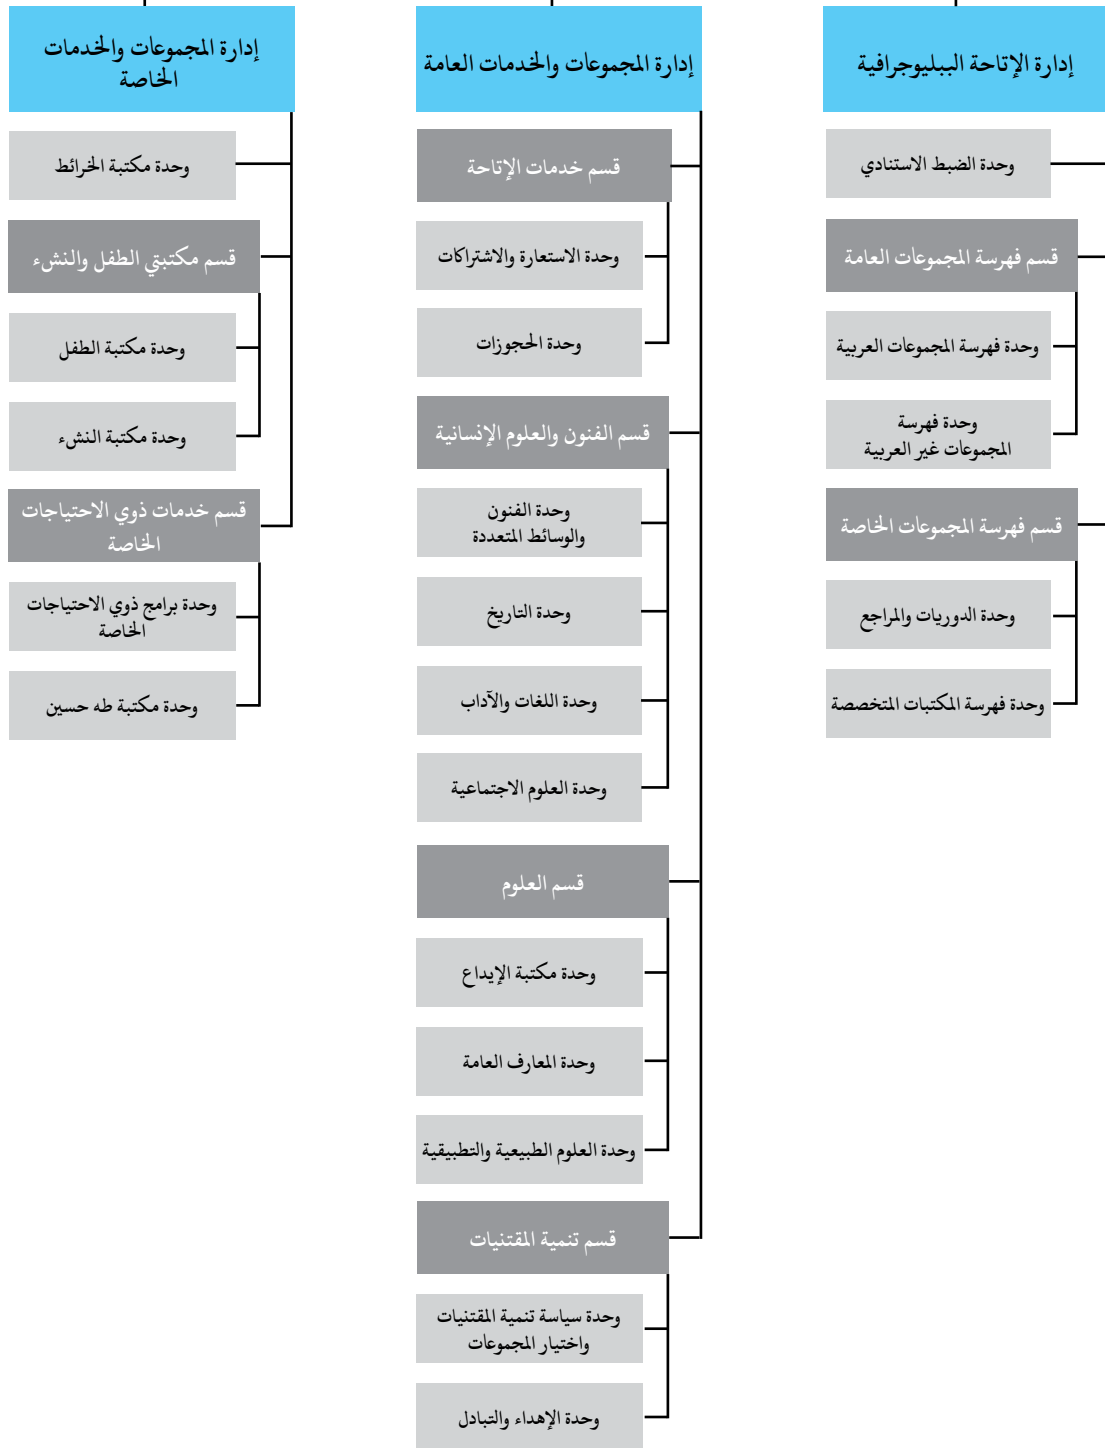 إدارة الإتاحة الببليوجرافية
وحدة الضبط الاستنادي
قسم فهرسة المجموعات العامة
وحدة فهرسة المجموعات العربية
وحدة فهرسة
المجموعات غير العربية
قسم فهرسة المجموعات الخاصة
وحدة الدوريات والمراجع
وحدة فهرسة المكتبات المتخصصة
إدارة المجموعات والخدمات العامة
قسم خدمات الإتاحة
وحدة الاستعارة والاشتراكات
وحدة الحجوزات
قسم الفنون والعلوم الإنسانية
وحدة الفنون
والوسائط المتعددة
وحدة التاريخ
وحدة اللغات والآداب
وحدة العلوم الاجتماعية
قسم العلوم
وحدة مكتبة الإيداع
وحدة المعارف العامة
وحدة العلوم الطبيعية والتطبيقية
قسم تنمية المقتنيات
وحدة سياسة تنمية المقتنيات
واختيار المجموعات
وحدة الإهداء والتبادل
إدارة المجموعات والخدمات
الخاصة
وحدة مكتبة الخرائط
قسم مكتبتي الطفل والنشء
وحدة مكتبة الطفل
وحدة مكتبة النشء
قسم خدمات ذوي الاحتياجات
الخاصة
وحدة برامج ذوي الاحتياجات
الخاصة
وحدة مكتبة طه حسين